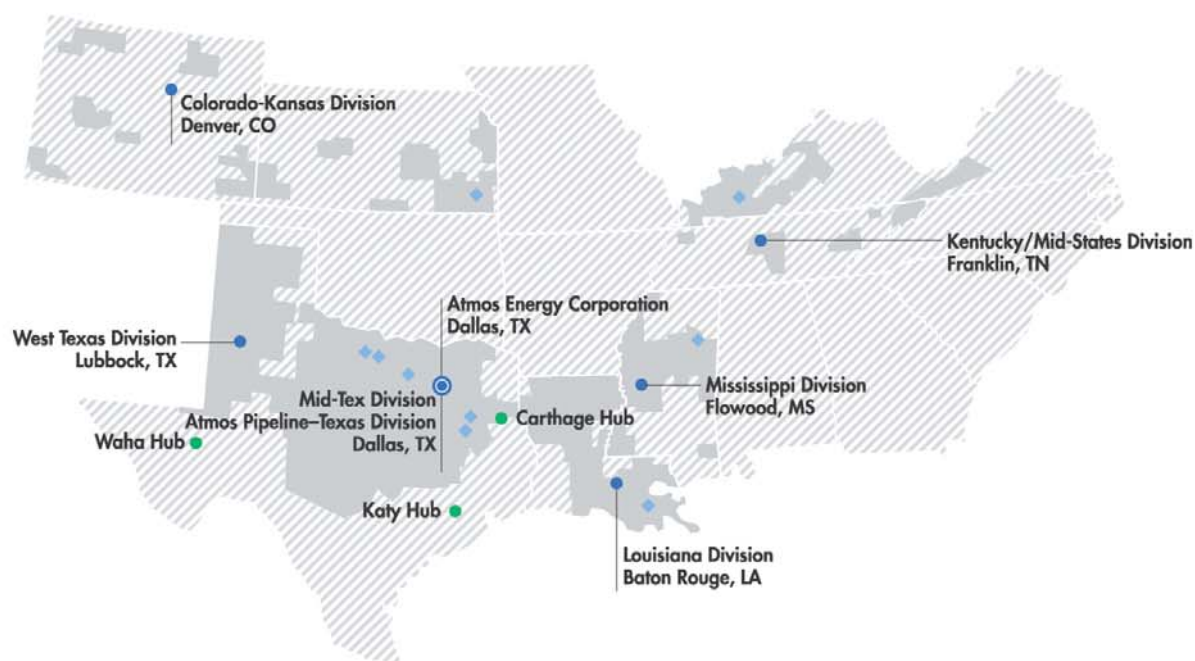 Colorado-Kansas Division
Denver, CO
Kentucky/Mid-States Division
Franklin, TN
Atmos Energy Corporation
Dallas, TX
West Texas Division
Lubbock, TX
Mid-Tex Division
Atmos Pipeline–Texas Division
Dallas, TX
Mississippi Division
Flowood, MS
Carthage Hub
Waha Hub
Katy Hub
Louisiana Division
Baton Rouge, LA